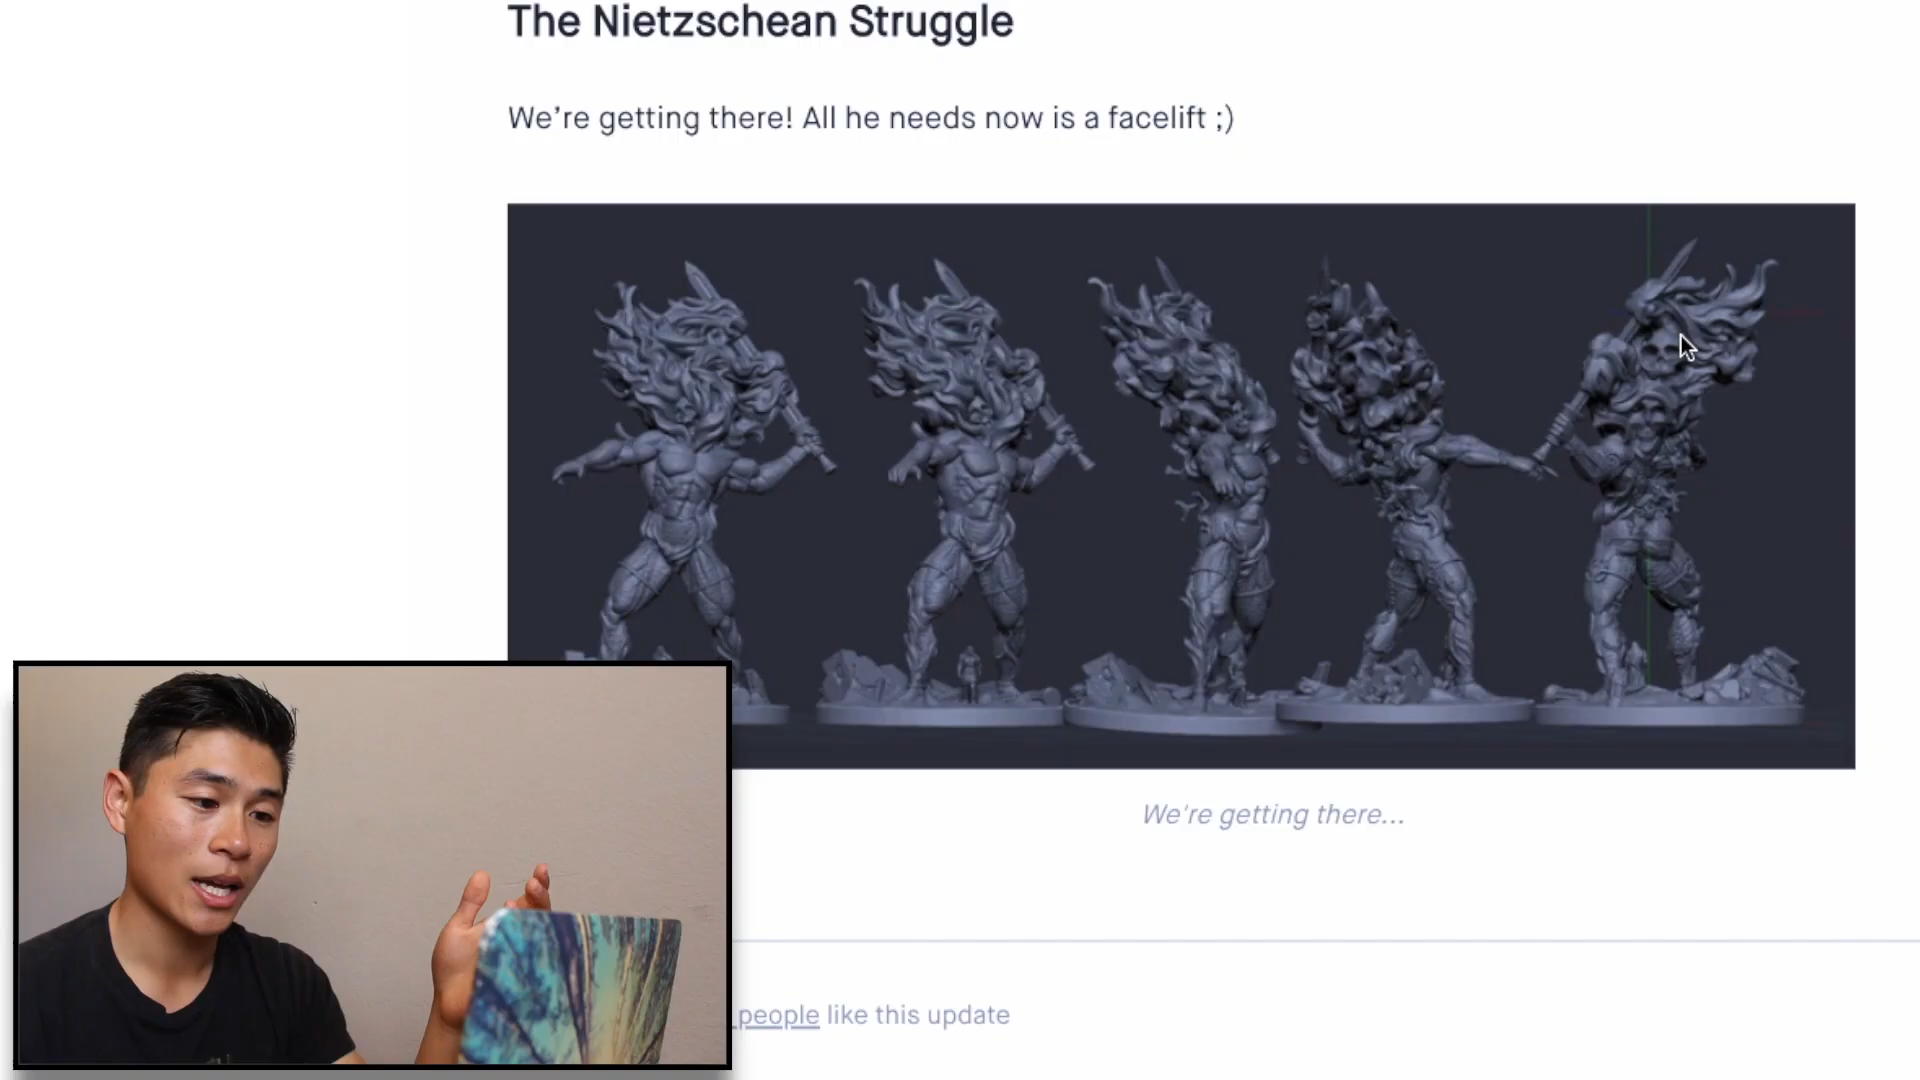 The Nietzschean Struggle
We're getting there! All he needs now is a facelift ;)
We're getting there...
people like this update